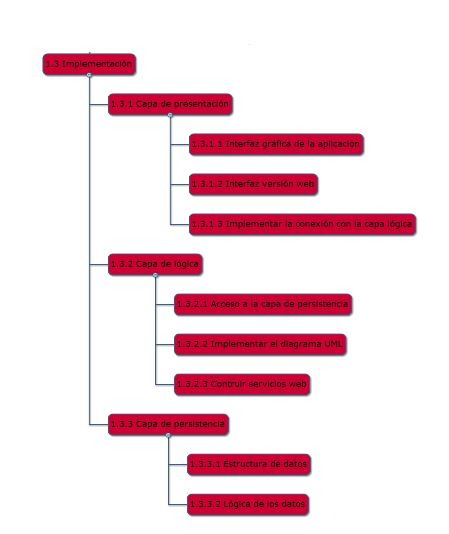 1.3 Implementación
1.3.1 Capa de presentación
1.3.1.1 Interfaz gráfica de la aplicación
1.3.1.2 Interfaz versión web
1.3.1.3 Implementar la conexión con la capa lógica
1.3.2 Capa de lógica
1.3.2.1 Acceso a la capa de persistencia
1.3.2.2 Implementar el diagrama UML
1.3.2.3 Contruir servicios web
1.3.3 Capa de persistencia
1.3.3.1 Estructura de datos
1.3.3.2 Lógica de los datos